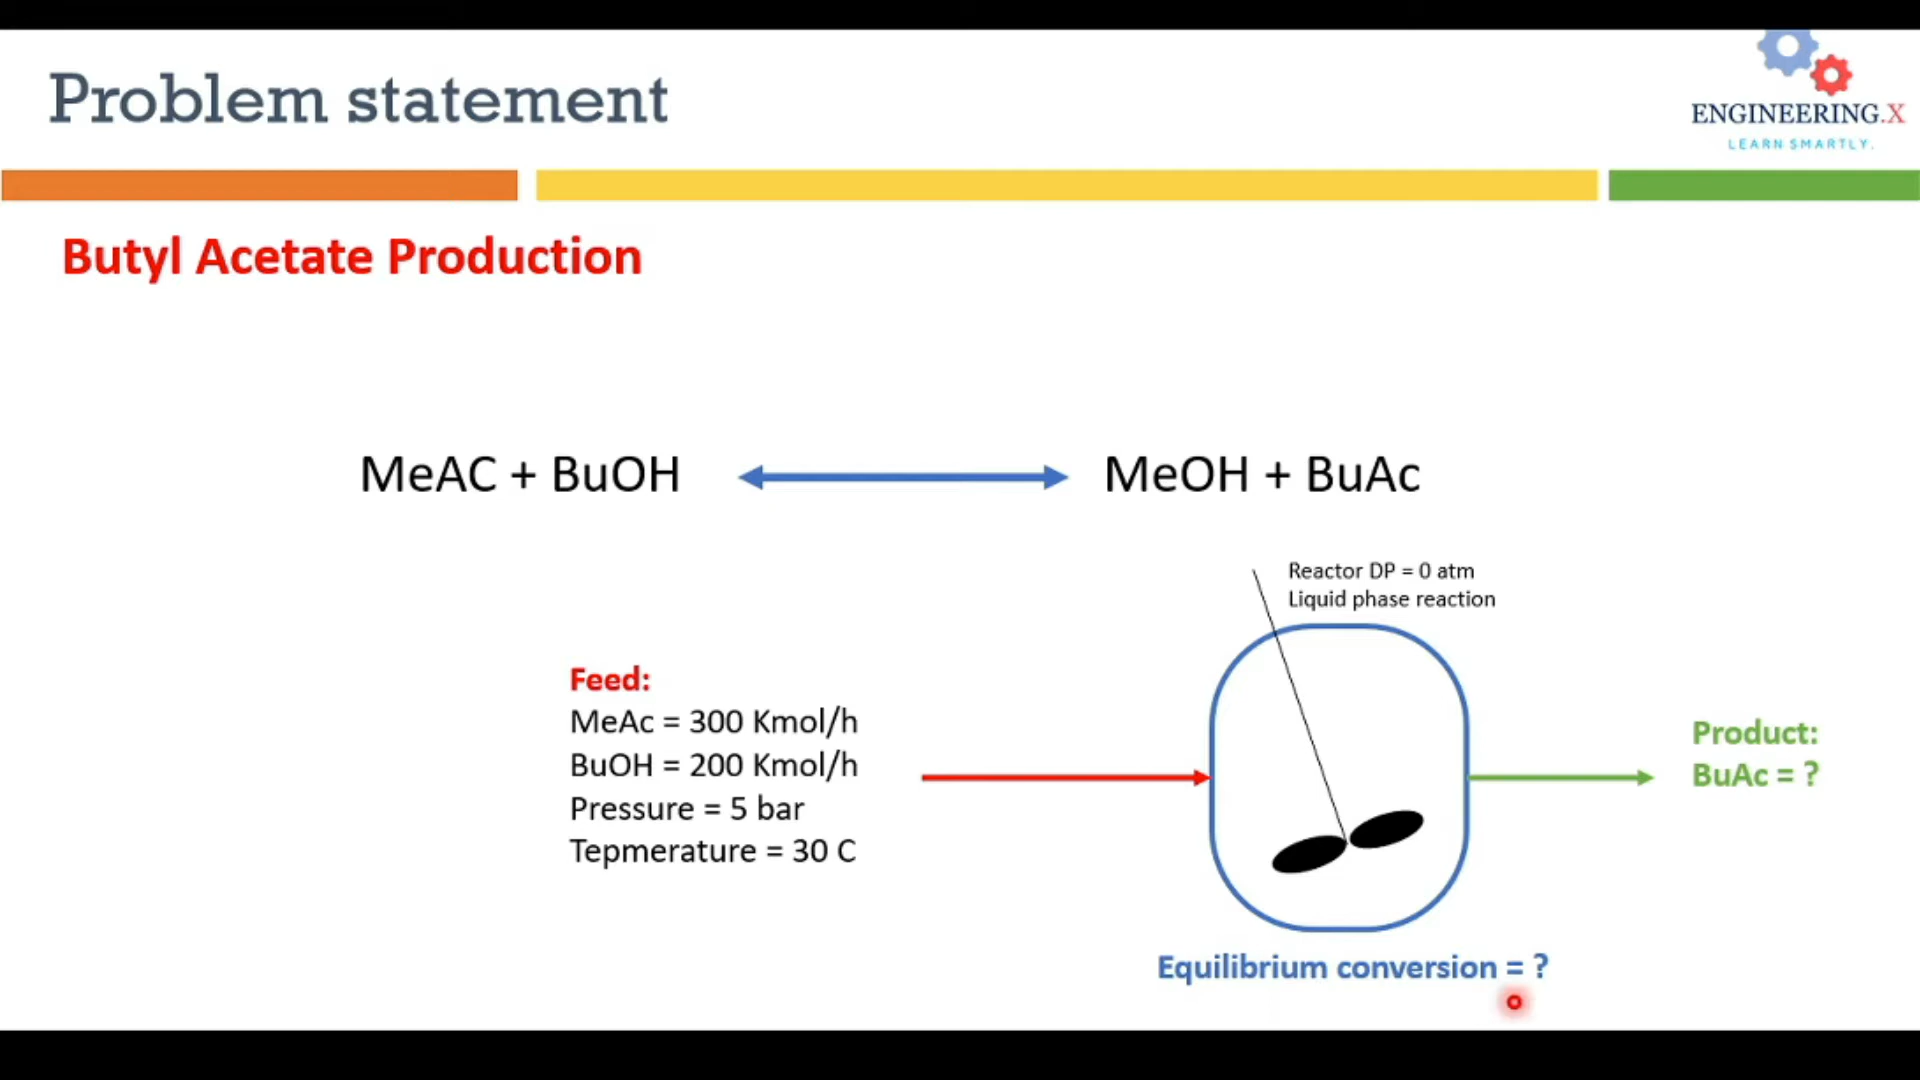 Problem statement
ENGINEERING.X
LEARN SMARTLY.
Butyl Acetate Production
MeAC + BuOH MeOH + BuAc
Reactor DP = 0 atm
Liquid phase reaction
Feed:
MeAc = 300 Kmol/h
BuOH = 200 Kmol/h
Pressure = 5 bar
Tepmerature = 30 C
Product:
BuAc = ?
Equilibrium conversion = ?